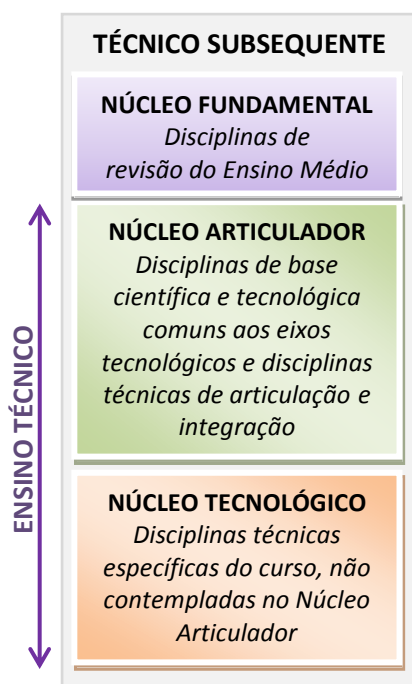 TÉCNICO SUBSEQUENTE
NÚCLEO FUNDAMENTAL
Disciplinas de
revisão do Ensino Médio
NÚCLEO ARTICULADOR
Disciplinas de base
científica e tecnológica
comuns aos eixos
tecnológicos e disciplinas
técnicas de articulação e
integração
NÚCLEO TECNOLÓGICO
Disciplinas técnicas
específicas do curso, não
contempladas no Núcleo
Articulador
ENSINO TÉCNICO